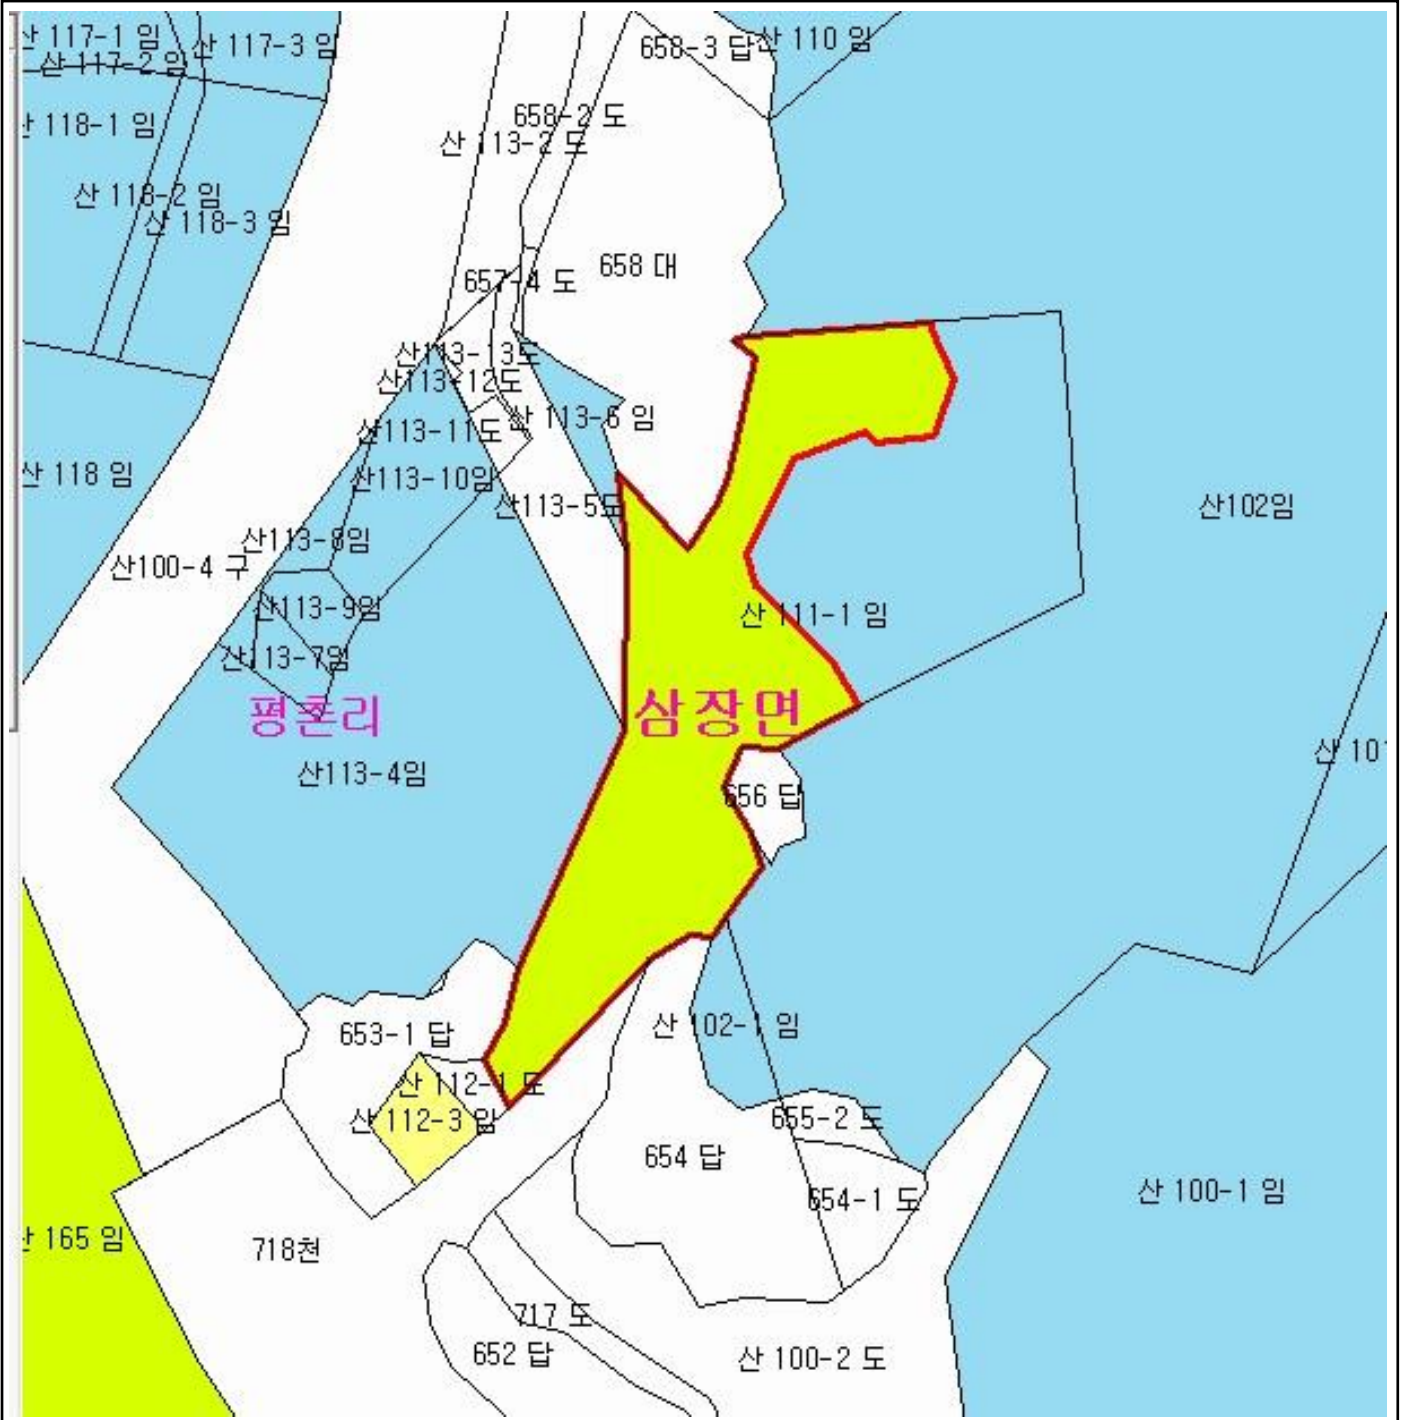 산 117-1 임
산 117-3 임
658-3 답
산 110 임
산 117-2 임
658-2 도
산 118-1 임
산 113-2 도
산 118-2 임
산 118-3 임
658 대
657-4 도
산113-13도
산113-12도
산 113-6 임
산113-11도
산 118 임
산113-10임
산113-5도
산102임
산113-8임
산100-4 구
산113-9임
산 111-1 임
산113-7임
평촌리
삼장면
산 101
산113-4임
656 답
653-1 답
산 102-1 임
산 112-1 도
산 112-3 임
655-2 도
654 답
654-1 도
산 100-1 임
산 165 임
718천
717 도
652 답
산 100-2 도